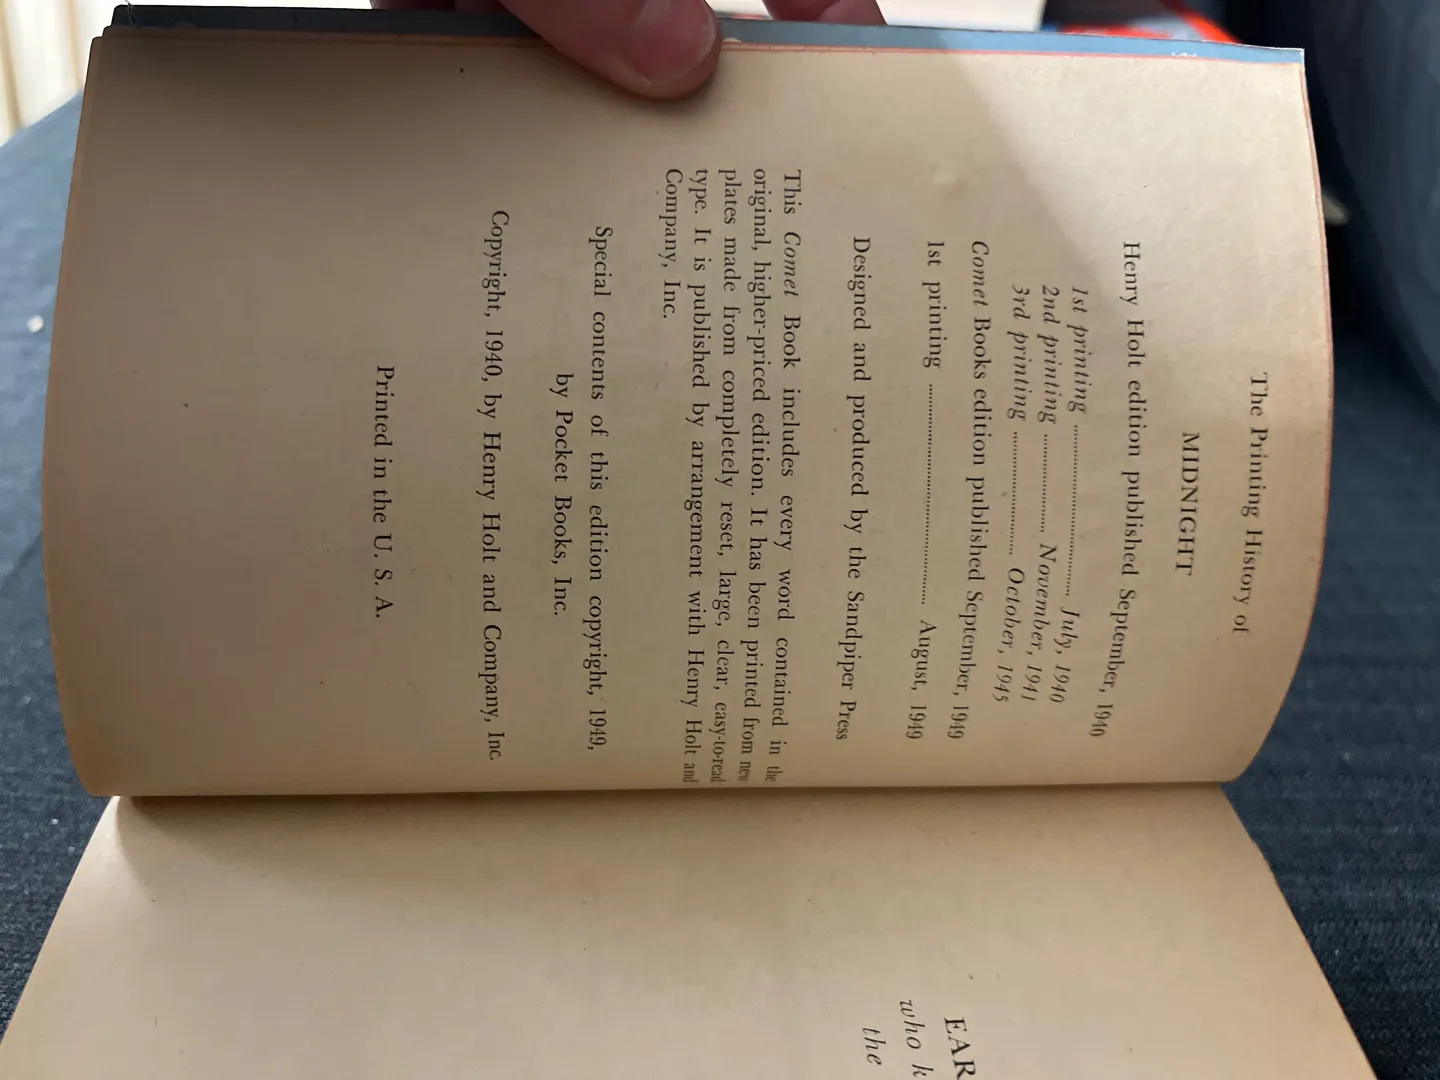 The Printing History of
MIDNIGHT
Henry Holt edition published September, 1940
1st printing ........................................ July, 1940
2nd printing ........................ November, 1941
3rd printing .............................. October, 1945
Comet Books edition published September, 1949
1st printing ............................................................ August, 1949
Designed and produced by the Sandpiper Press
This Comet Book includes every word contained in the
original, higher-priced edition. It has been printed from new
plates made from completely reset, large, clear, easy-to-read
type. It is published by arrangement with Henry Holt and
Company, Inc.
Special contents of this edition copyright, 1949,
by Pocket Books, Inc.
Copyright, 1940, by Henry Holt and Company, Inc.
Printed in the U. S. A.
EAR
who k
the